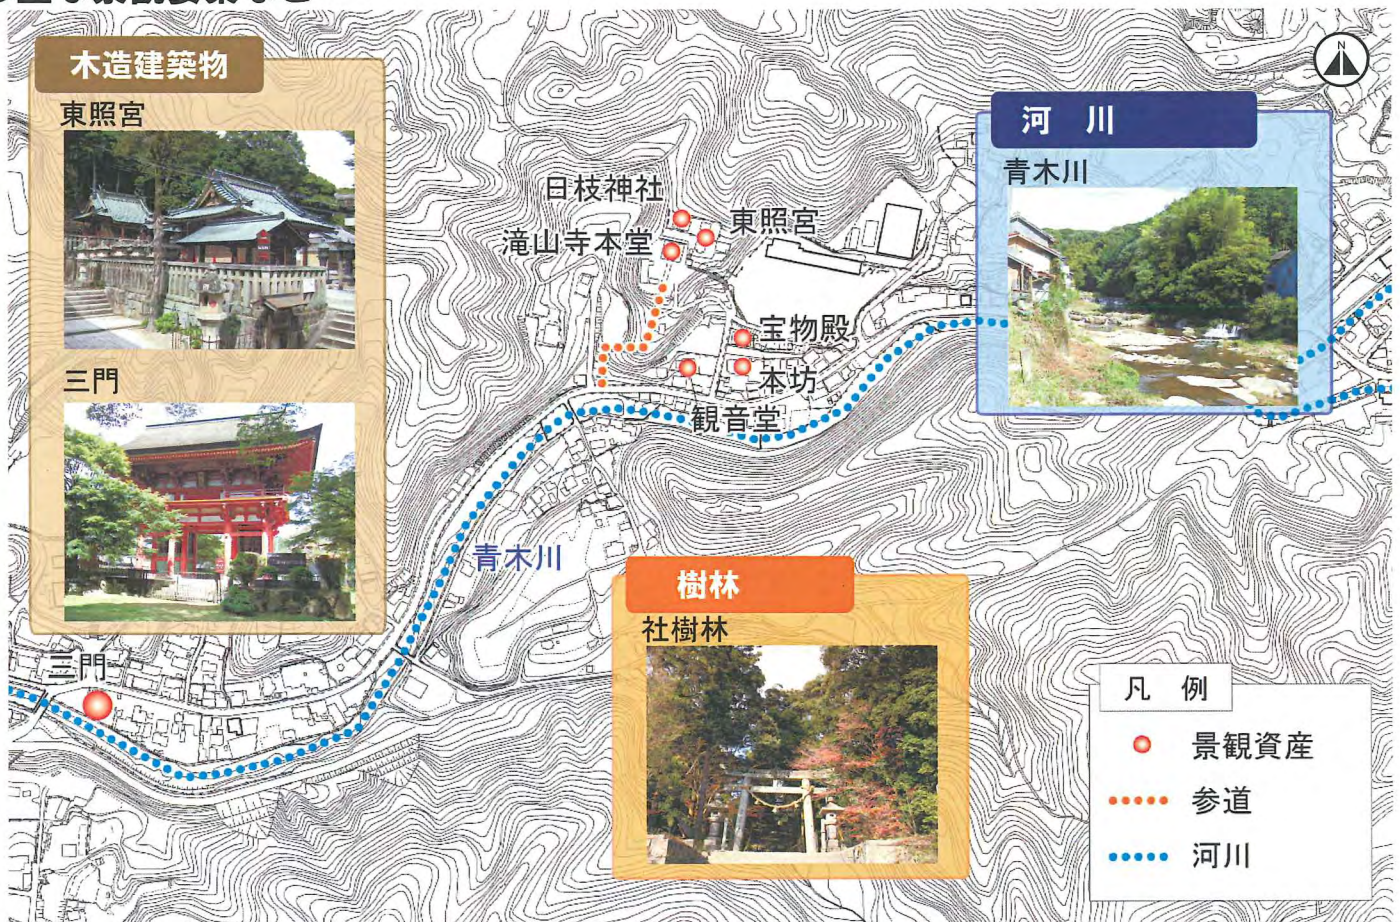 木造建築物
東照宮
三門
河 川
青木川
N
日枝神社
東照宮
滝山寺本堂
宝物殿
本坊
観音堂
青木川
樹林
社樹林
三門
凡 例
景観資産
参道
河川